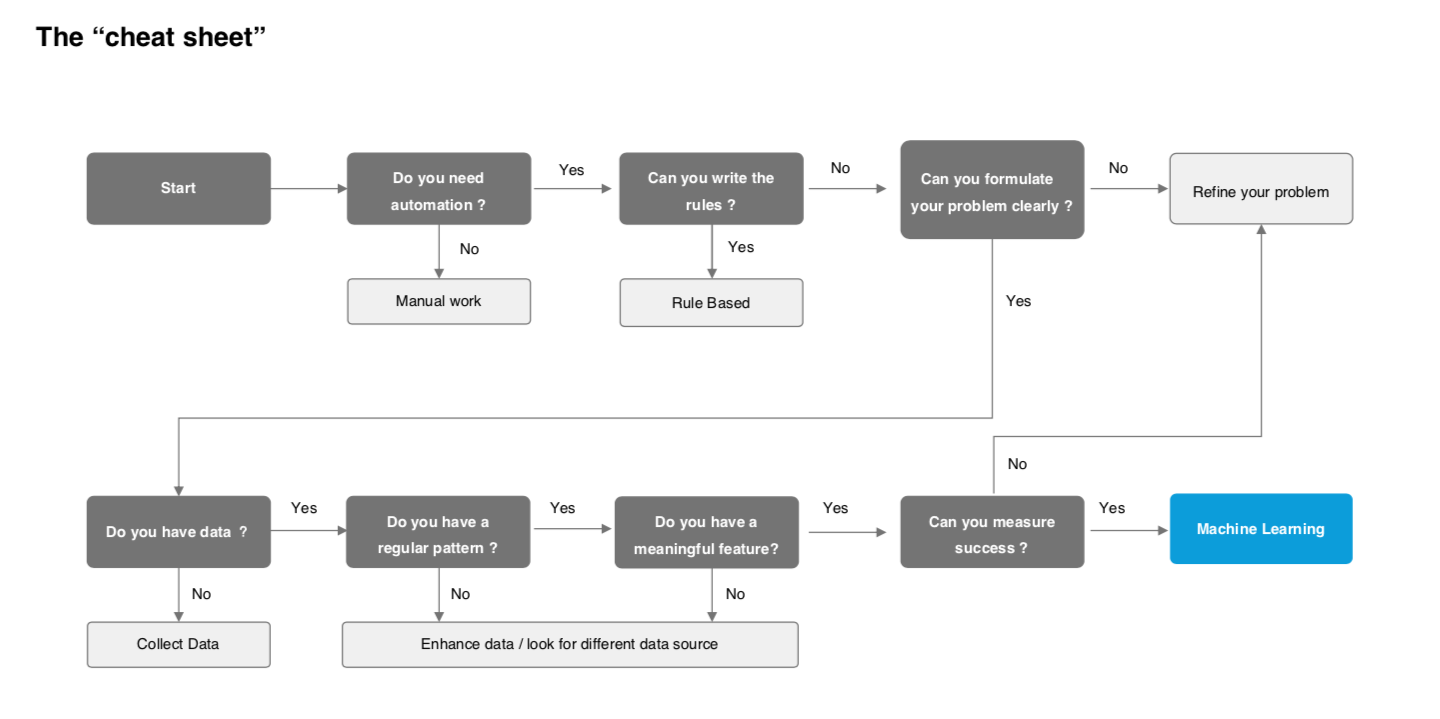 The “cheat sheet”
Start
Do you need
automation ?
Yes
Can you write the
rules ?
No
Can you formulate
your problem clearly ?
No
Refine your problem
No
Manual work
Yes
Rule Based
Yes
No
Do you have data  ?
Yes
Do you have a
regular pattern ?
Yes
Do you have a
meaningful feature?
Yes
Can you measure
success ?
Yes
Machine Learning
No
Collect Data
No
No
Enhance data / look for different data source